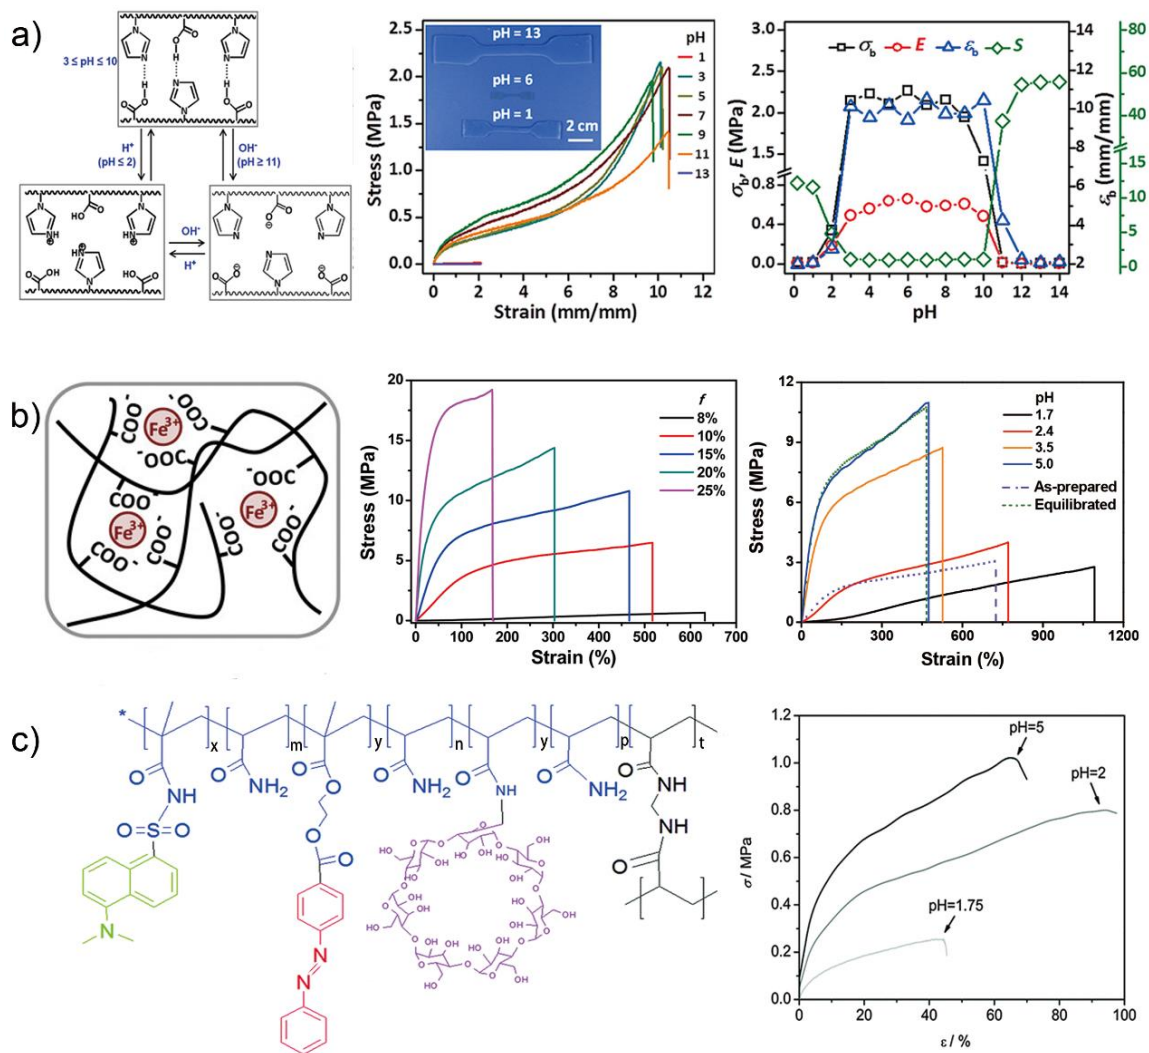 a)
3 ≤ pH ≤ 10
N
N
O
OH
N
N
H
H
H
O
O
N
N
O
O
H⁺
(pH ≤ 2)
OH⁻
(pH ≥ 11)
OH⁻
H⁺
Stress (MPa)
2.5
2.0
1.5
1.0
0.5
0.0
pH = 13
pH = 6
pH = 1
2 cm
pH
1
3
5
7
9
11
13
0 2 4 6 8 10 12
Strain (mm/mm)
σb E εb S
σb, E (MPa)
3.0
2.5
2.0
0.8
0.4
0.0
14
12
10
8
6
4
2
εb (mm/mm)
80
60
40
15
10
5
0
0 2 4 6 8 10 12 14
pH
b)
Fe³⁺
Fe³⁺
Fe³⁺
COO⁻
⁻OOC
COO⁻
⁻OOC
Stress (MPa)
20
15
10
5
0
f
8%
10%
15%
20%
25%
0 100 200 300 400 500 600 700
Strain (%)
Stress (MPa)
12
9
6
3
0
pH
1.7
2.4
3.5
5.0
As-prepared
Equilibrated
0 300 600 900 1200
Strain (%)
c)
*
x m y n y p t
O NH O NH₂ O O O NH₂ O NH O NH₂ O NH
O=S=O
NH
O
N
N
N
OH
HO
σ / MPa
1.2
1.0
0.8
0.6
0.4
0.2
0.0
pH=5
pH=2
pH=1.75
0 20 40 60 80 100
ε / %